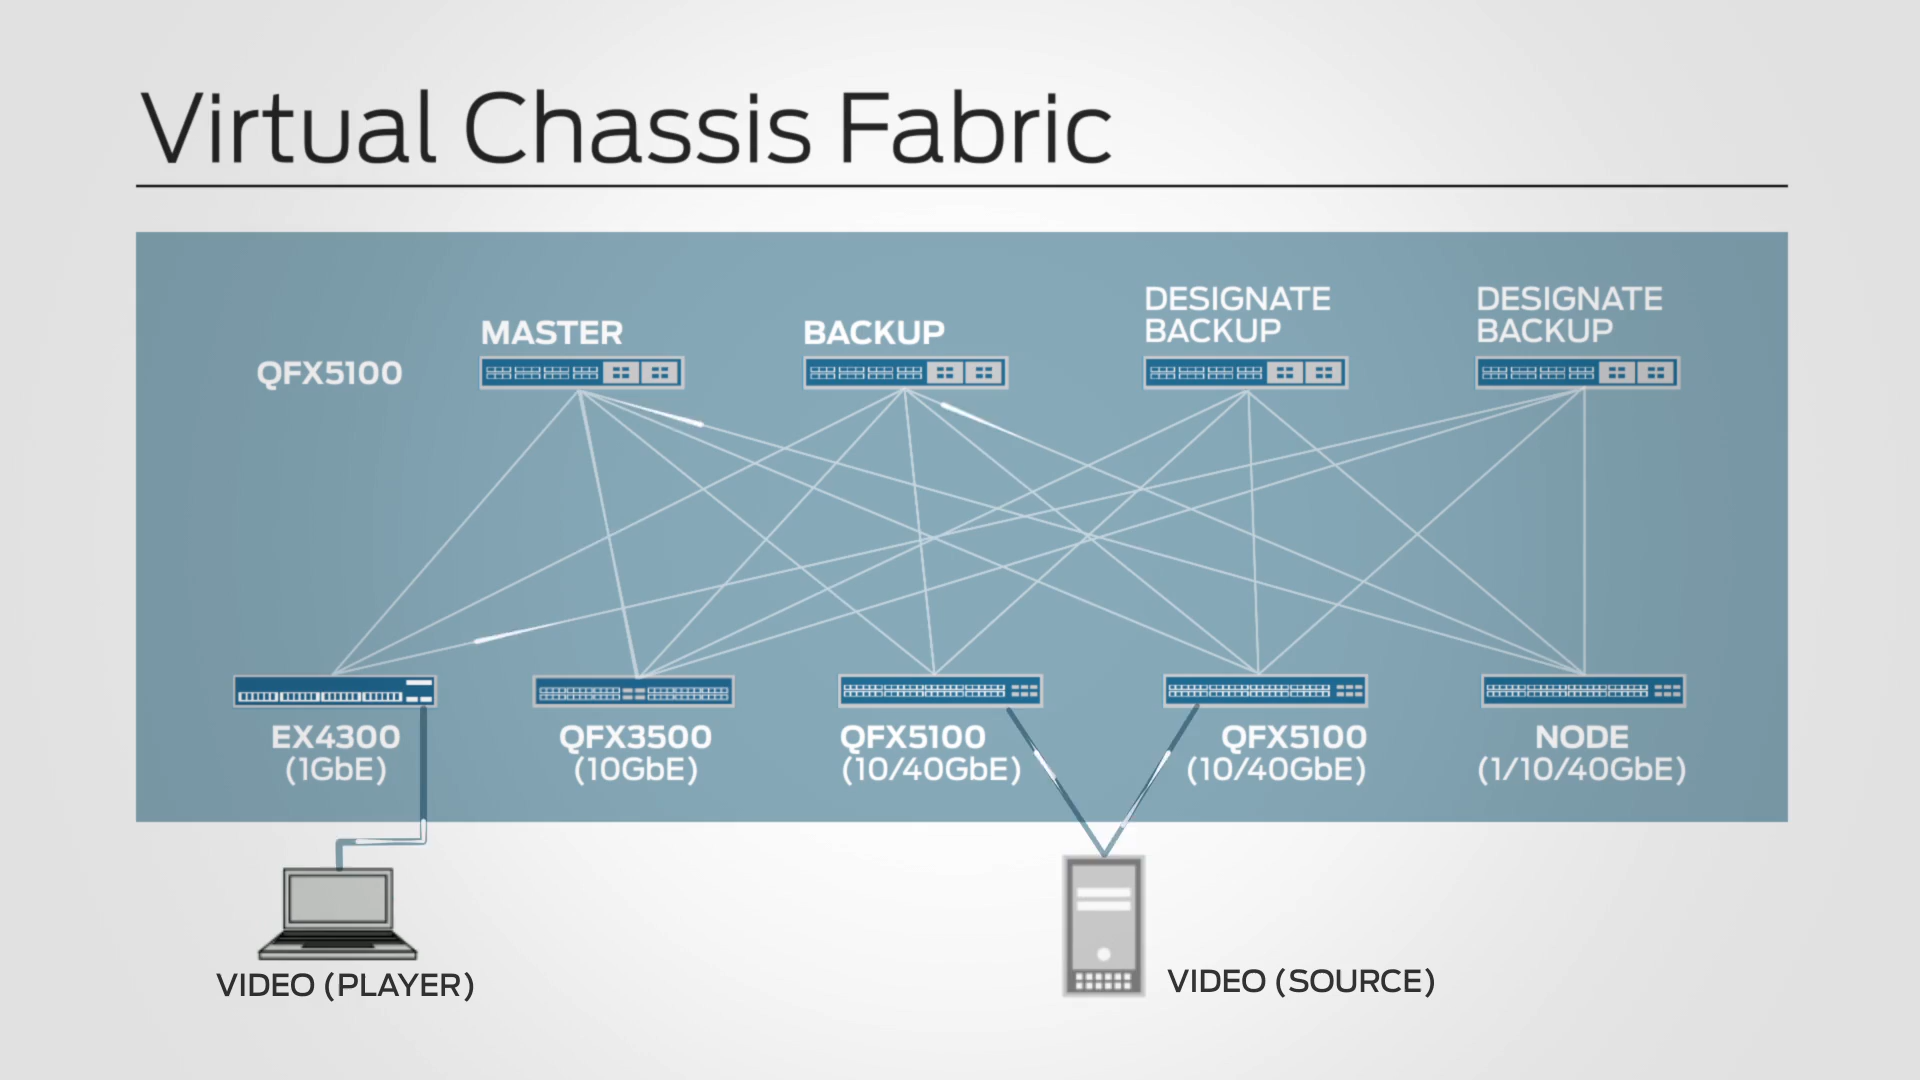 Virtual Chassis Fabric
QFX5100
MASTER
BACKUP
DESIGNATE
BACKUP
DESIGNATE
BACKUP
EX4300
(1GbE)
QFX3500
(10GbE)
QFX5100
(10/40GbE)
QFX5100
(10/40GbE)
NODE
(1/10/40GbE)
VIDEO (PLAYER)
VIDEO (SOURCE)